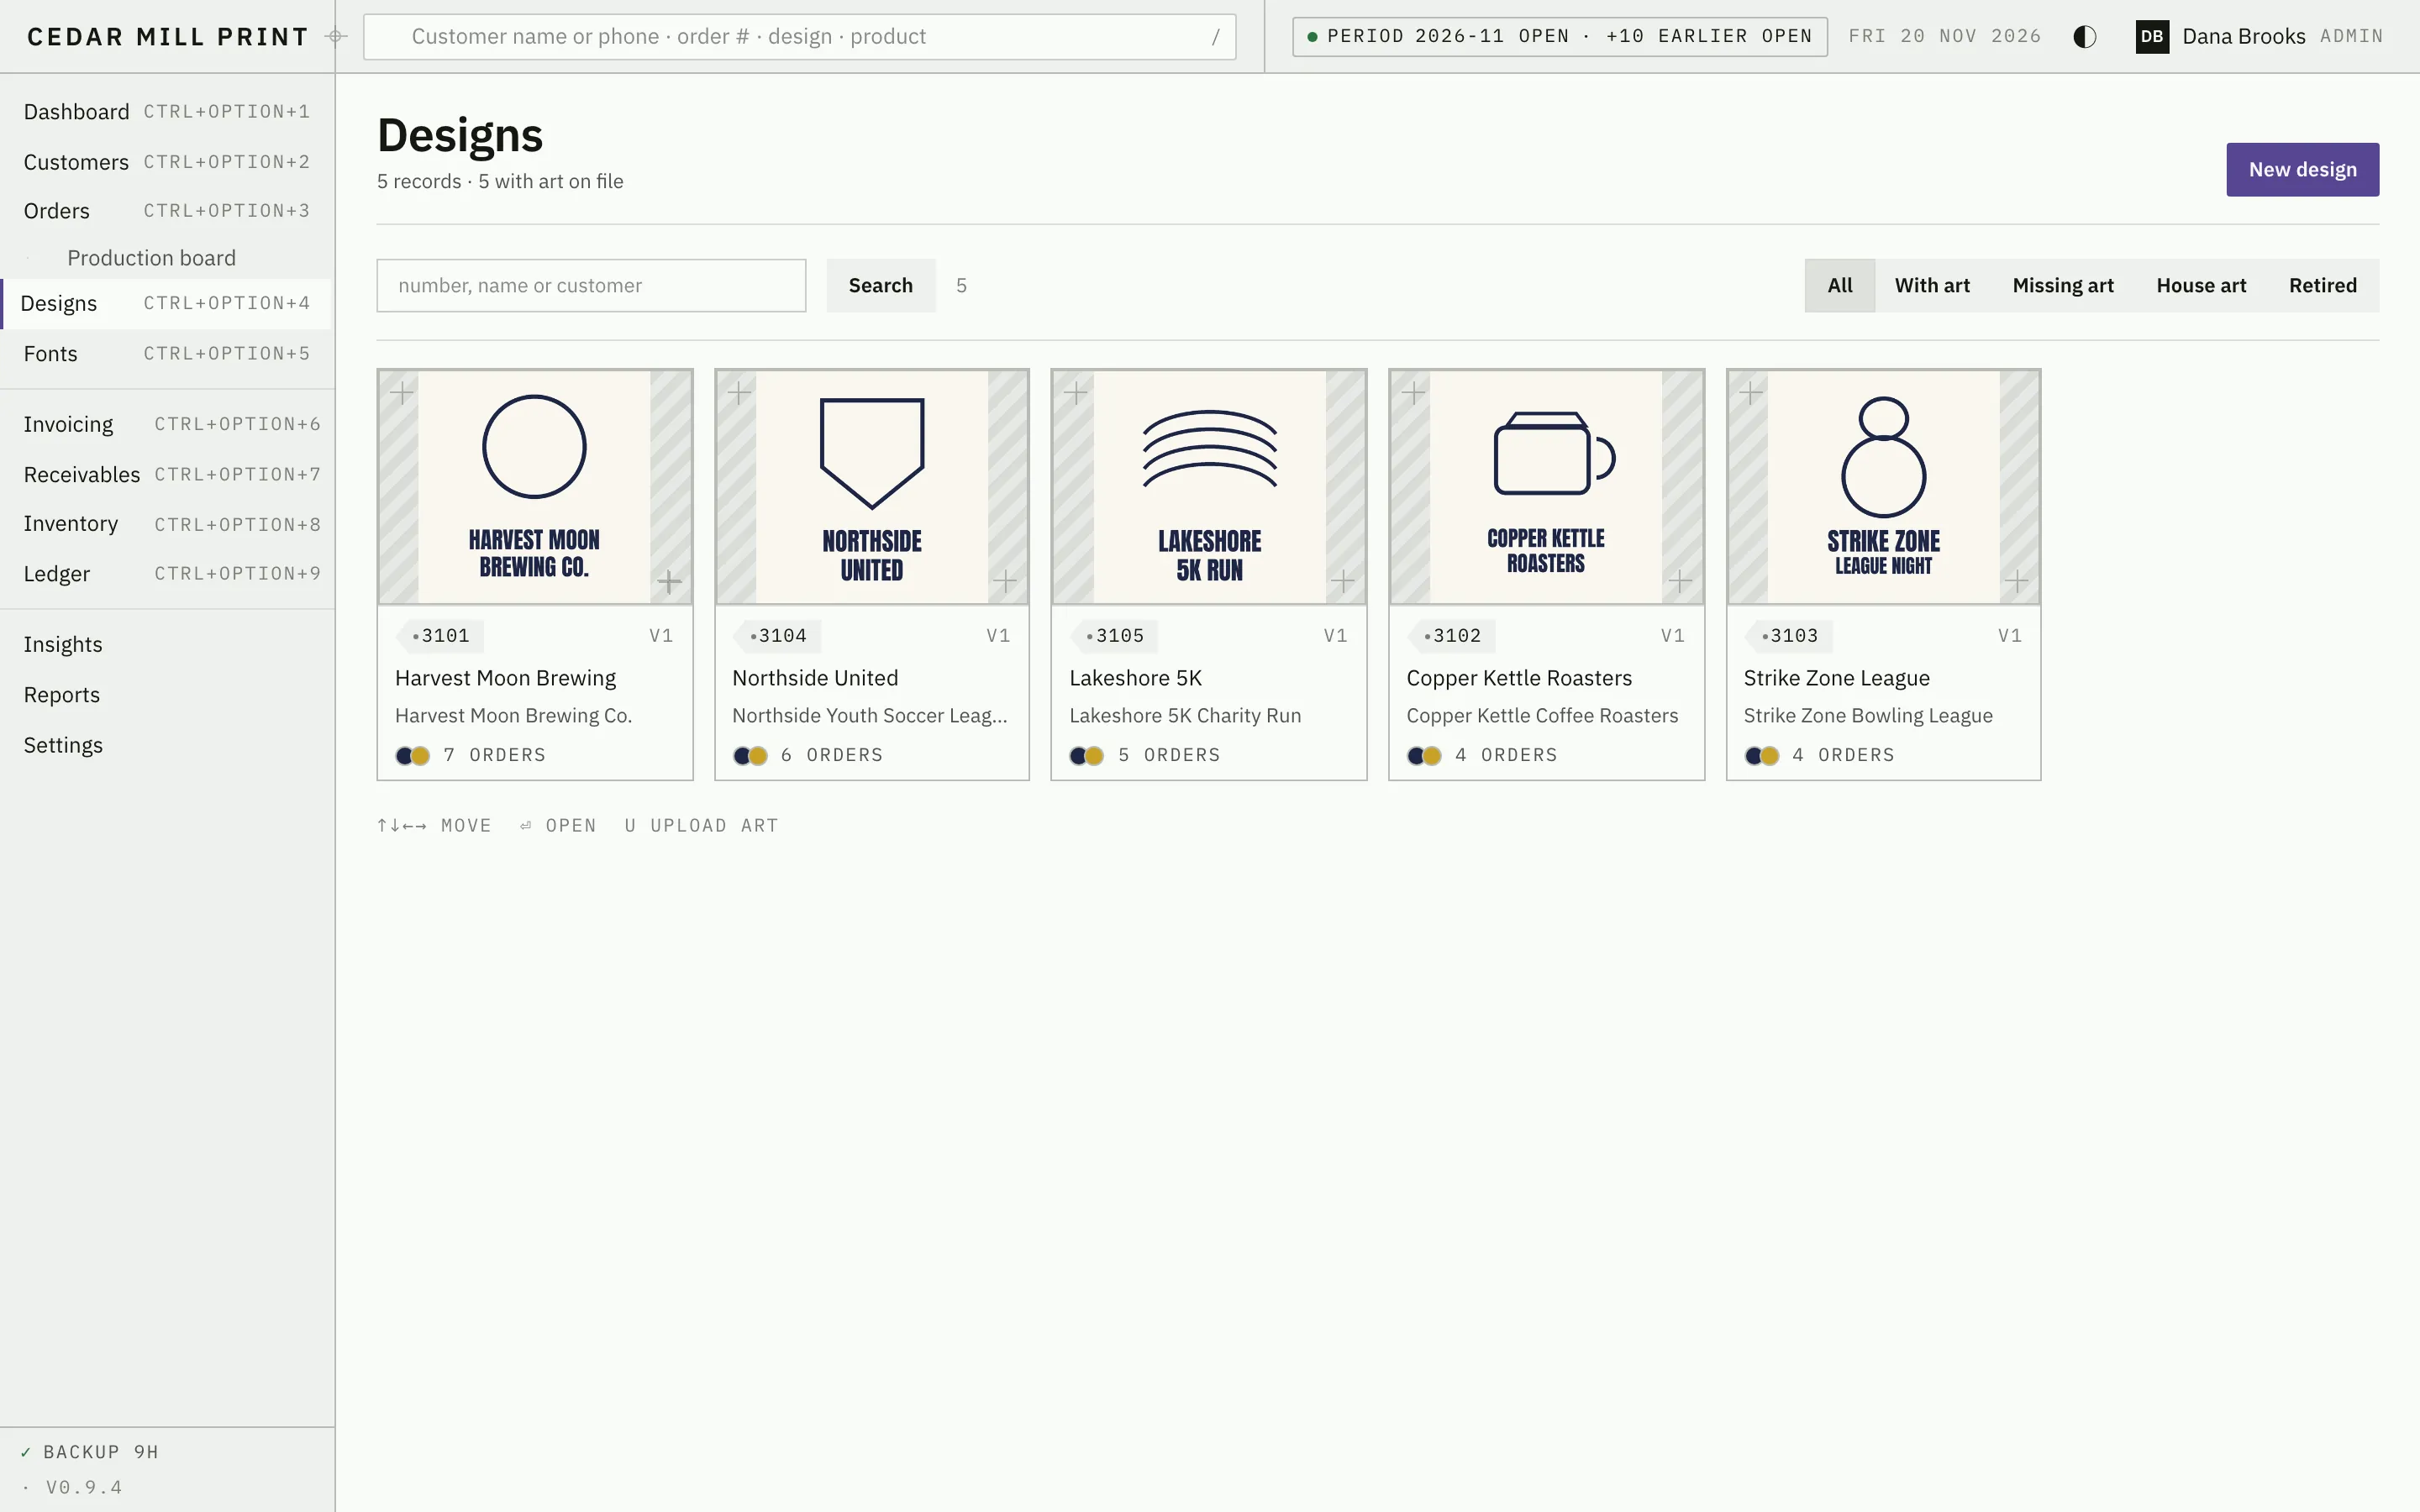 CEDAR MILL PRINT
Customer name or phone · order # · design · product /
PERIOD 2026-11 OPEN · +10 EARLIER OPEN
FRI 20 NOV 2026
DB Dana Brooks ADMIN
Dashboard CTRL+OPTION+1
Customers CTRL+OPTION+2
Orders CTRL+OPTION+3
Production board
Designs CTRL+OPTION+4
Fonts CTRL+OPTION+5
Invoicing CTRL+OPTION+6
Receivables CTRL+OPTION+7
Inventory CTRL+OPTION+8
Ledger CTRL+OPTION+9
Insights
Reports
Settings
✓ BACKUP 9H
· V0.9.4
Designs
5 records · 5 with art on file
New design
number, name or customer
Search 5
All With art Missing art House art Retired
HARVEST MOON
BREWING CO.
3101 V1
Harvest Moon Brewing
Harvest Moon Brewing Co.
7 ORDERS
NORTHSIDE
UNITED
3104 V1
Northside United
Northside Youth Soccer Leag...
6 ORDERS
LAKESHORE
5K RUN
3105 V1
Lakeshore 5K
Lakeshore 5K Charity Run
5 ORDERS
COPPER KETTLE
ROASTERS
3102 V1
Copper Kettle Roasters
Copper Kettle Coffee Roasters
4 ORDERS
STRIKE ZONE
LEAGUE NIGHT
3103 V1
Strike Zone League
Strike Zone Bowling League
4 ORDERS
↑↓←→ MOVE ⏎ OPEN U UPLOAD ART